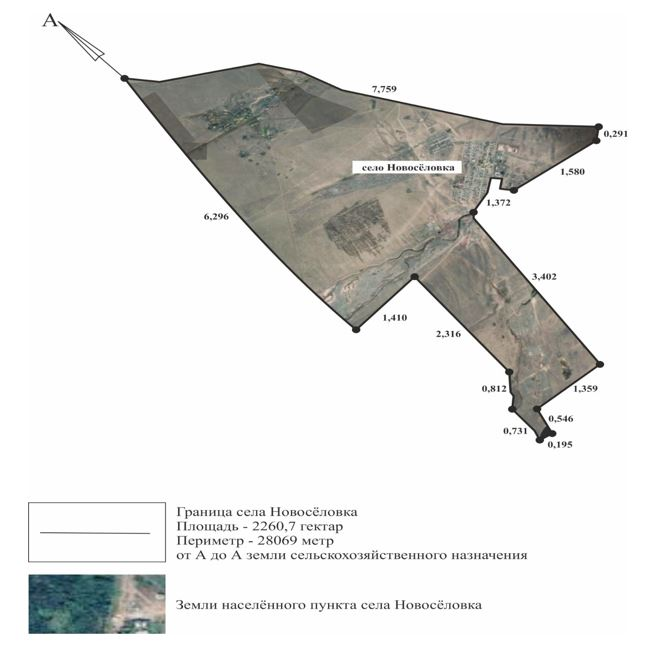 А
7,759
0,291
1,580
село Новосёловка
1,372
6,296
3,402
1,410
2,316
0,812
1,359
0,546
0,731
0,195
Граница села Новосёловка
Площадь - 2260,7 гектар
Периметр - 28069 метр
от А до А земли сельскохозяйственного назначения
Земли населённого пункта села Новосёловка